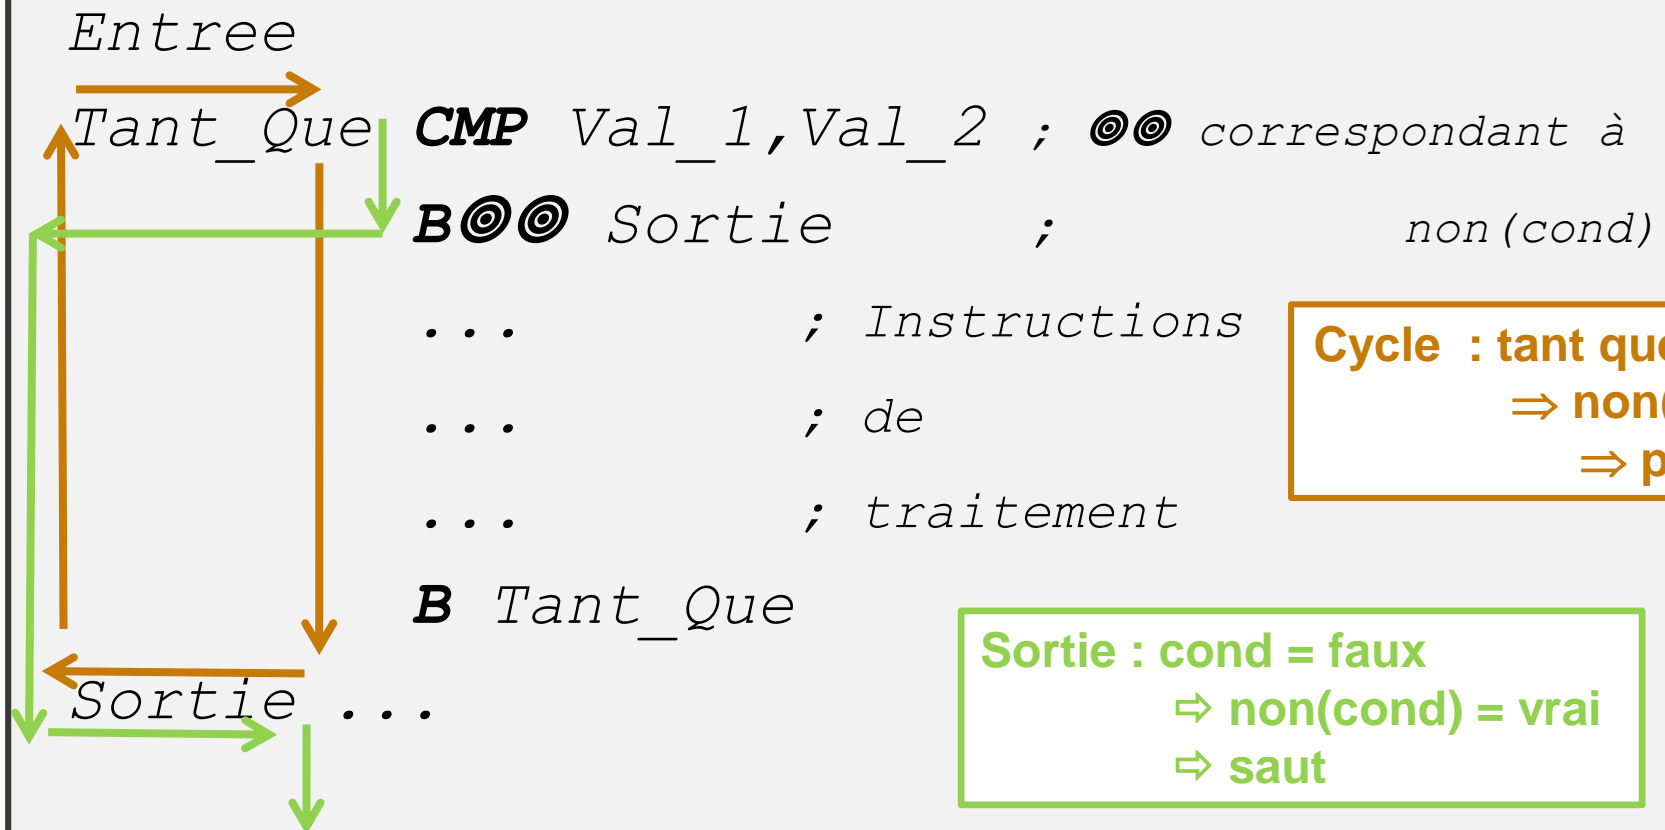 Entree
Tant_Que CMP Val_1,Val_2 ; ◎◎ correspondant à
B◎◎ Sortie ; non(cond)
... ; Instructions
... ; de
... ; traitement
B Tant_Que
Sortie ...
Cycle : tant que
⇒ non(
⇒ p
Sortie : cond = faux
⇨ non(cond) = vrai
⇨ saut